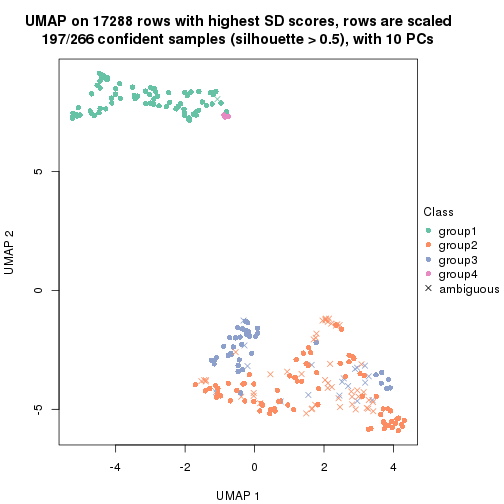 UMAP on 17288 rows with highest SD scores, rows are scaled
197/266 confident samples (silhouette > 0.5), with 10 PCs
5
0
-5
UMAP 2
-4
-2
0
2
4
UMAP 1
Class
group1
group2
group3
group4
ambiguous